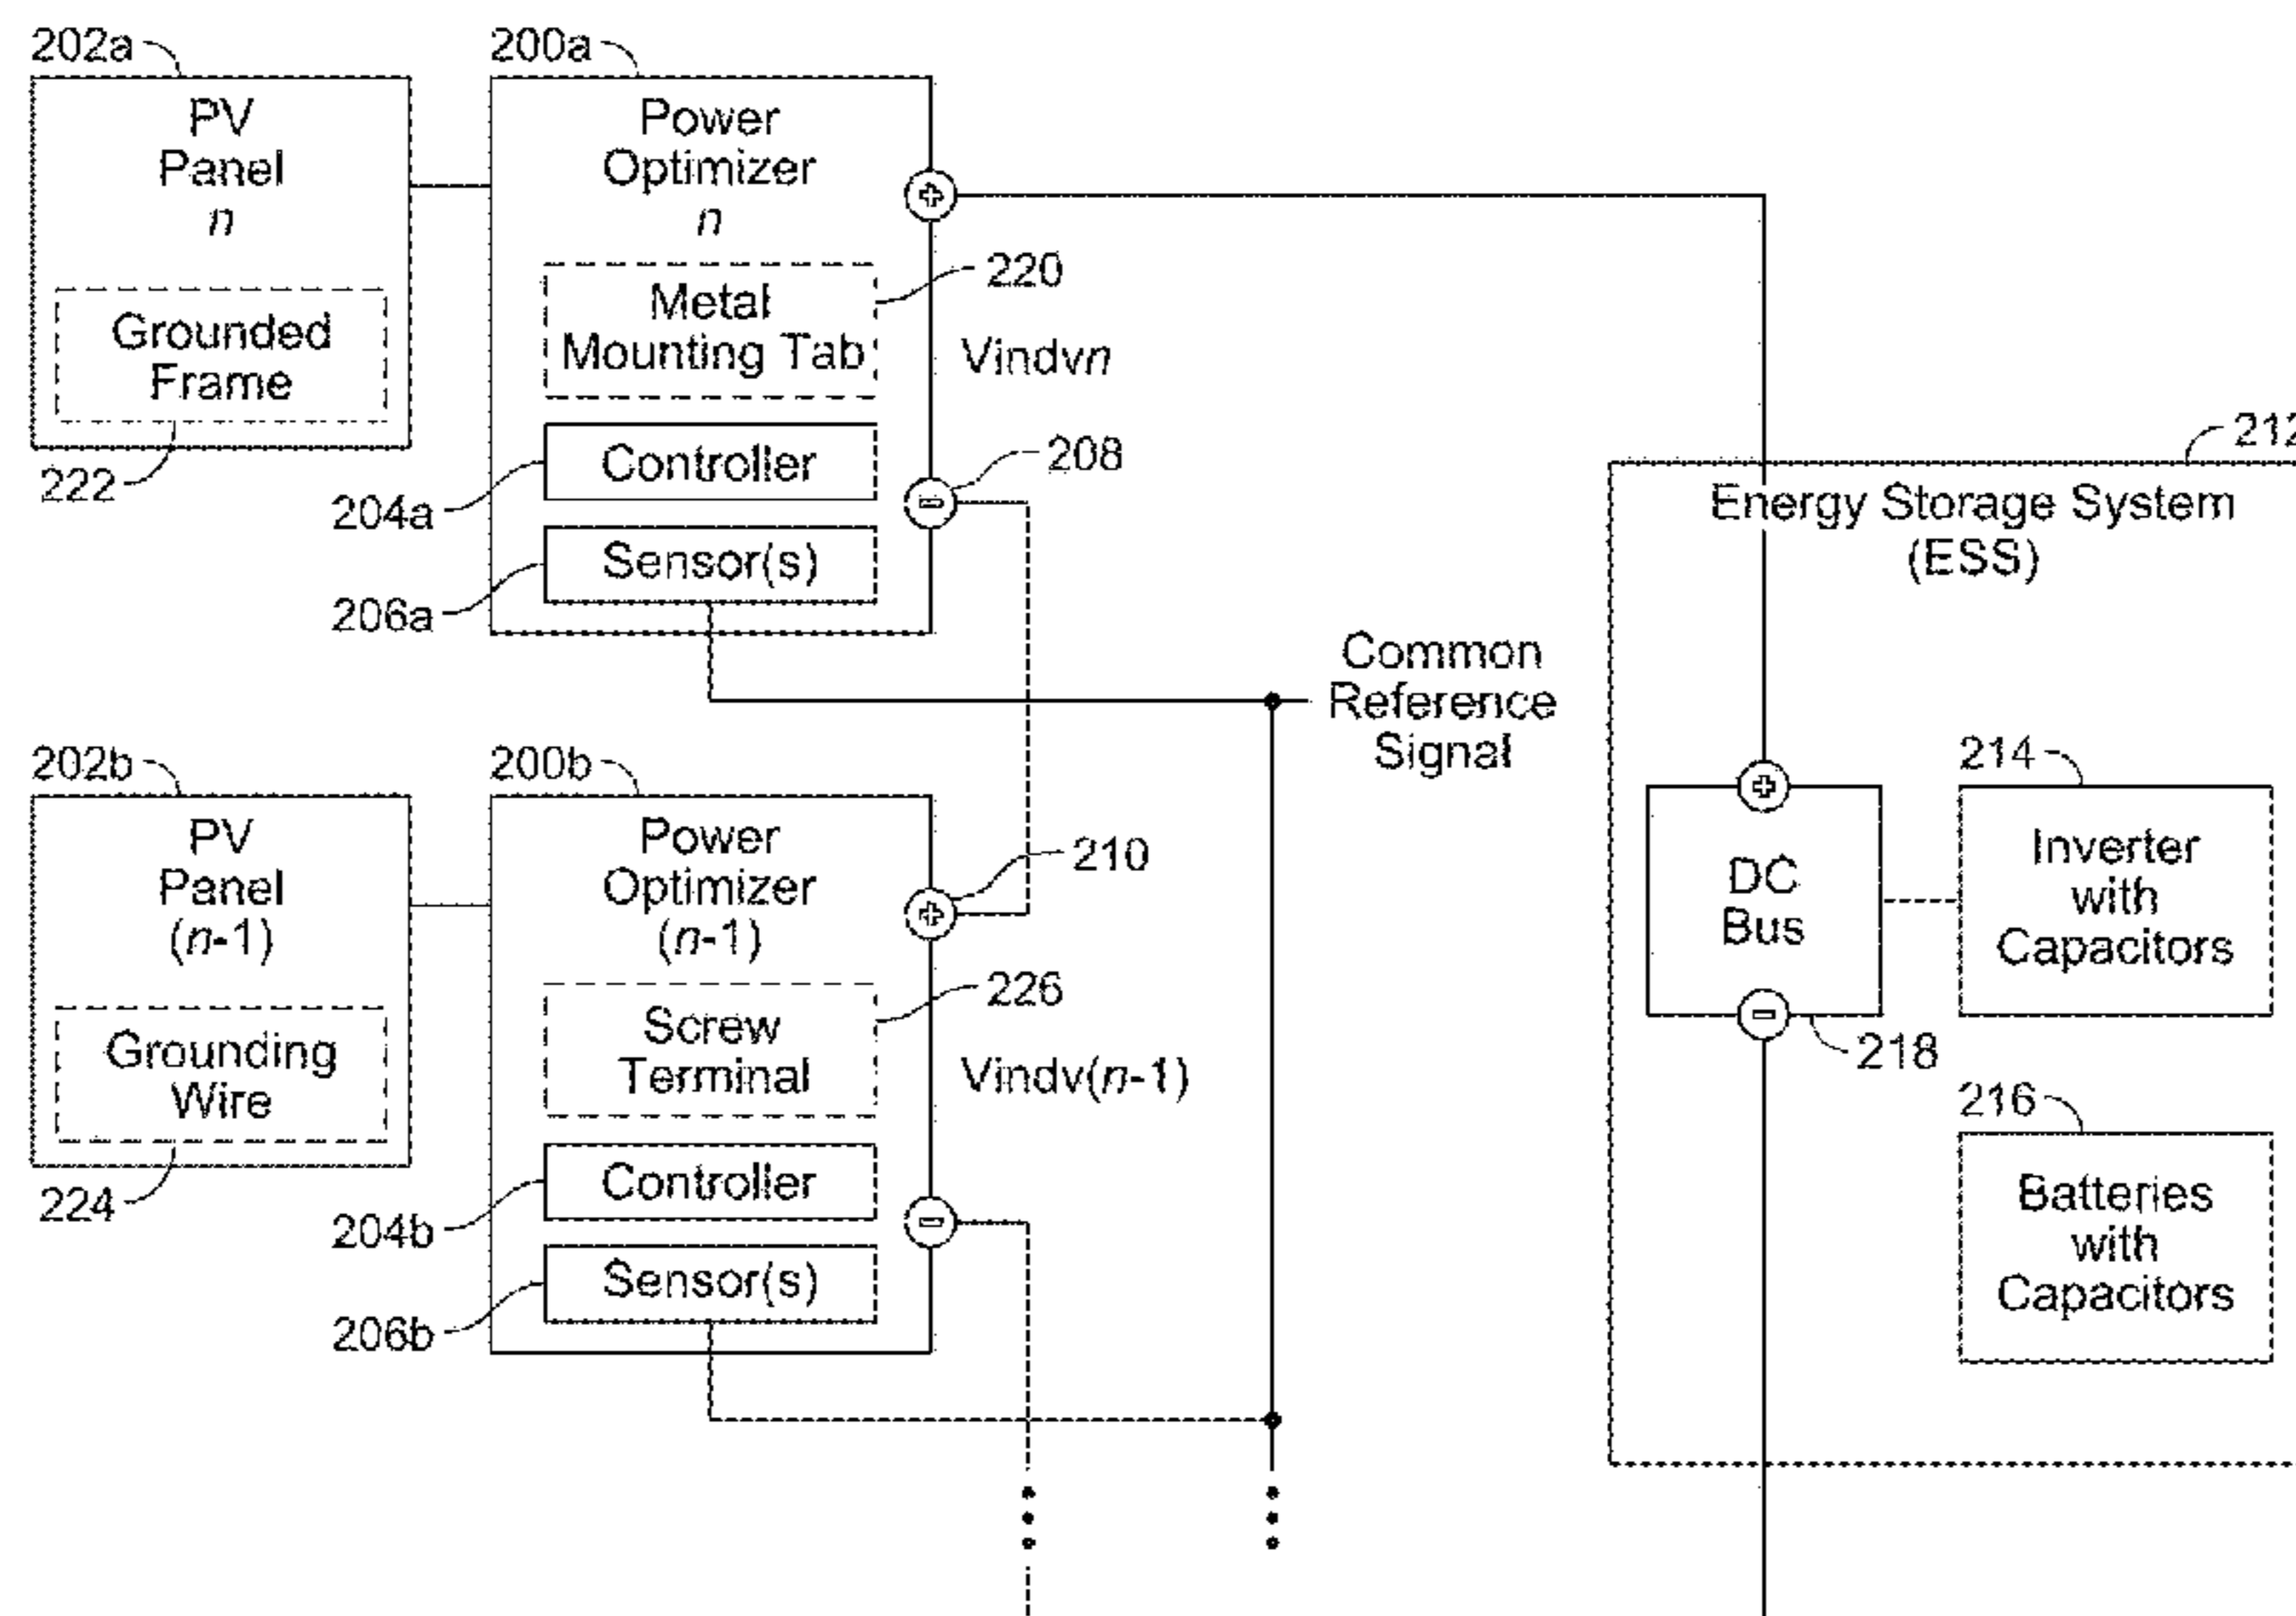 202a
200a
PV
Panel
n
Grounded
Frame
222
Power
Optimizer
n
+
220
Metal
Mounting Tab
Vindvn
Controller
204a
208
-
Sensor(s)
206a
212
Energy Storage System
(ESS)
Common
Reference
Signal
202b
200b
PV
Panel
(n-1)
Grounding
Wire
224
Power
Optimizer
(n-1)
210
+
226
Screw
Terminal
Vindv(n-1)
Controller
204b
-
Sensor(s)
206b
+
DC
Bus
-
218
214
Inverter
with
Capacitors
216
Batteries
with
Capacitors